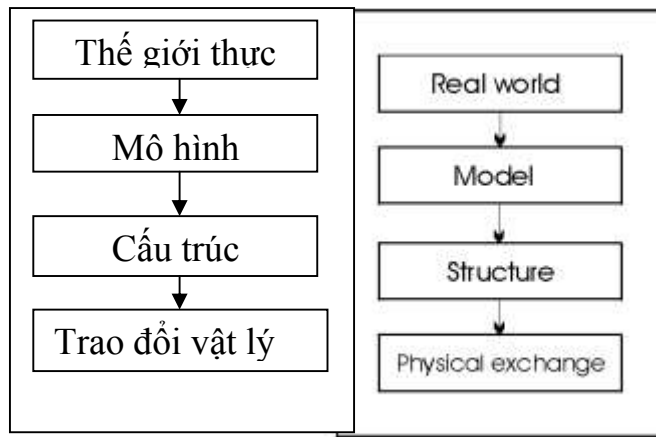 Thế giới thực
Mô hình
Cấu trúc
Trao đổi vật lý
Real world
Model
Structure
Physical exchange